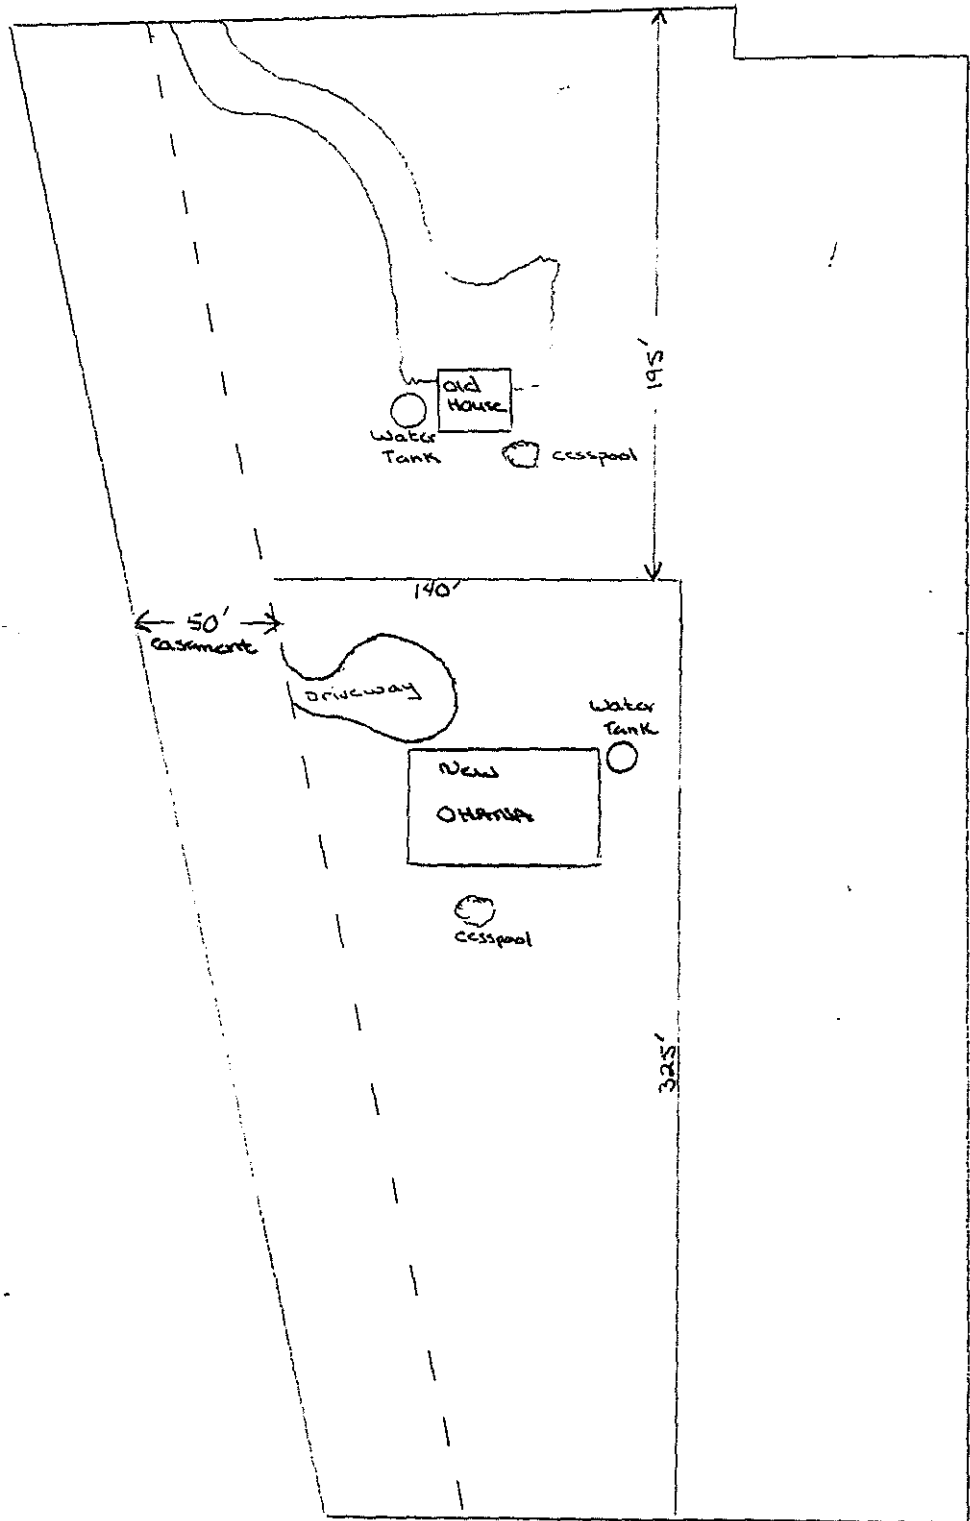 195'
Old
House
Water
Tank
cesspool
140'
50'
easement
Driveway
Water
Tank
New
OHANA
cesspool
325'